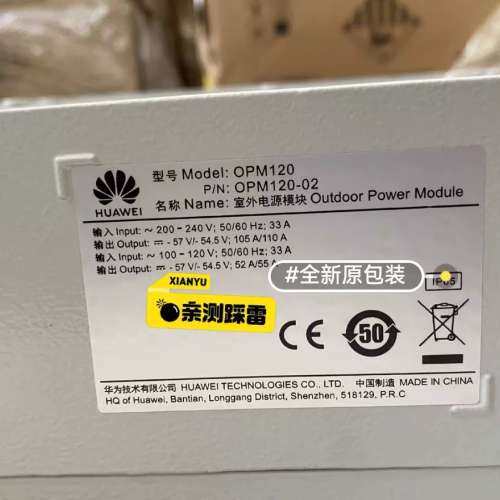 型号 Model: OPM120
P/N: OPM120-02
名称 Name: 室外电源模块 Outdoor Power Module
HUAWEI
输入 Input: ~ 200 - 240 V; 50/60 Hz; 33 A
输出 Output: ⎓ - 57 V/ - 54.5 V; 105 A/110 A
输入 Input: ~ 100 - 120 V; 50/60 Hz; 33 A
输出 Output: ⎓ - 57 V/ - 54.5 V; 52 A/55 A
#全新原包装
IP65
XIANYU
亲测踩雷
CE
50
华为技术有限公司 HUAWEI TECHNOLOGIES CO., LTD. 中国制造 MADE IN CHINA
HQ of Huawei, Bantian, Longgang District, Shenzhen, 518129, P.R.C